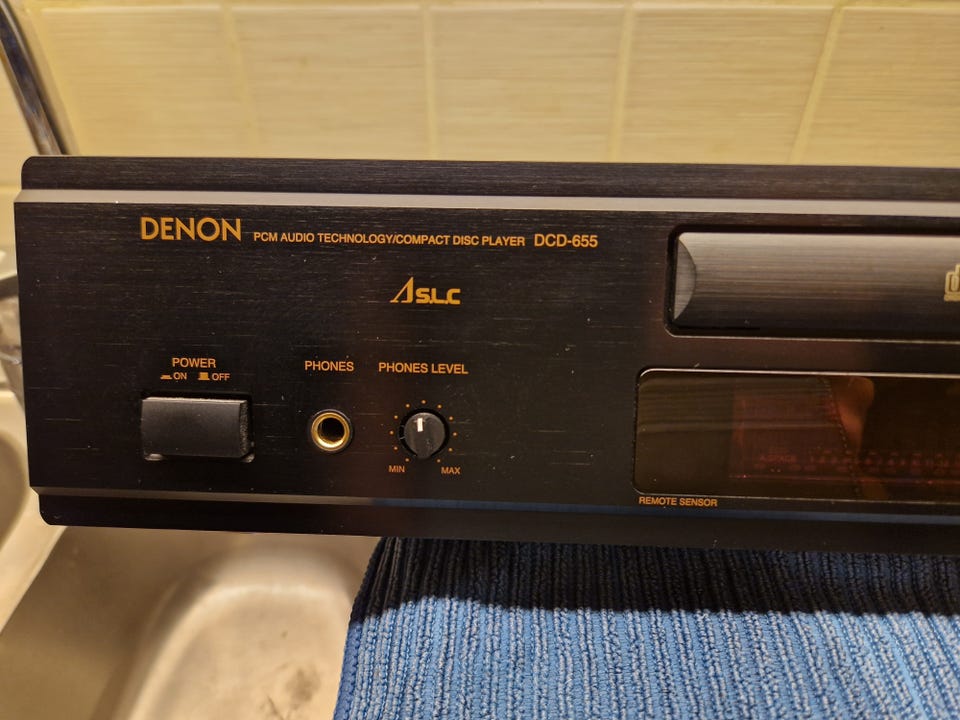 DENON PCM AUDIO TECHNOLOGY/COMPACT DISC PLAYER DCD-655
ASLC
POWER
ON OFF
PHONES
PHONES LEVEL
MIN MAX
REMOTE SENSOR